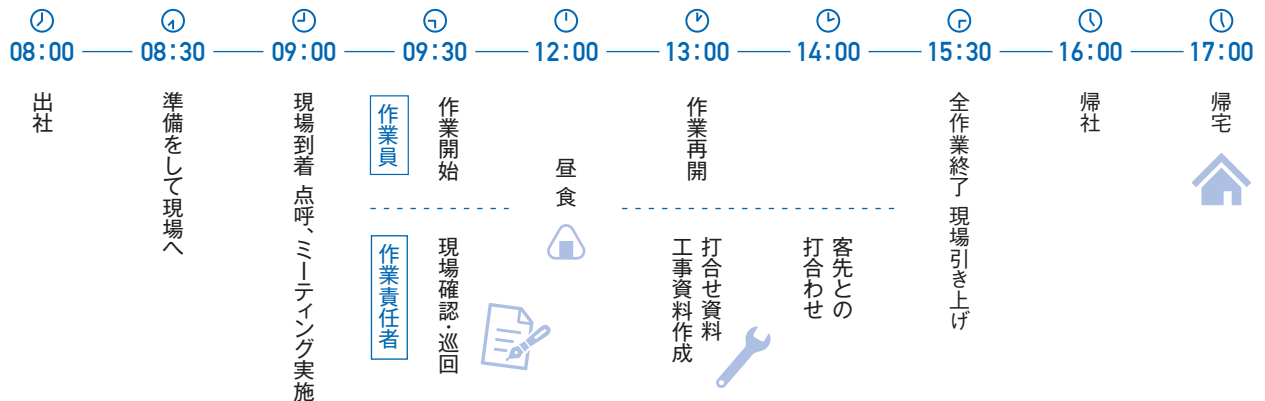 08:00
08:30
09:00
09:30
12:00
13:00
14:00
15:30
16:00
17:00
出社
準備をして現場へ
現場到着 点呼、ミーティング実施
作業員
作業開始
作業責任者
現場確認・巡回
昼食
作業再開
打合せ資料
工事資料作成
客先との
打合わせ
全作業終了 現場引き上げ
帰社
帰宅